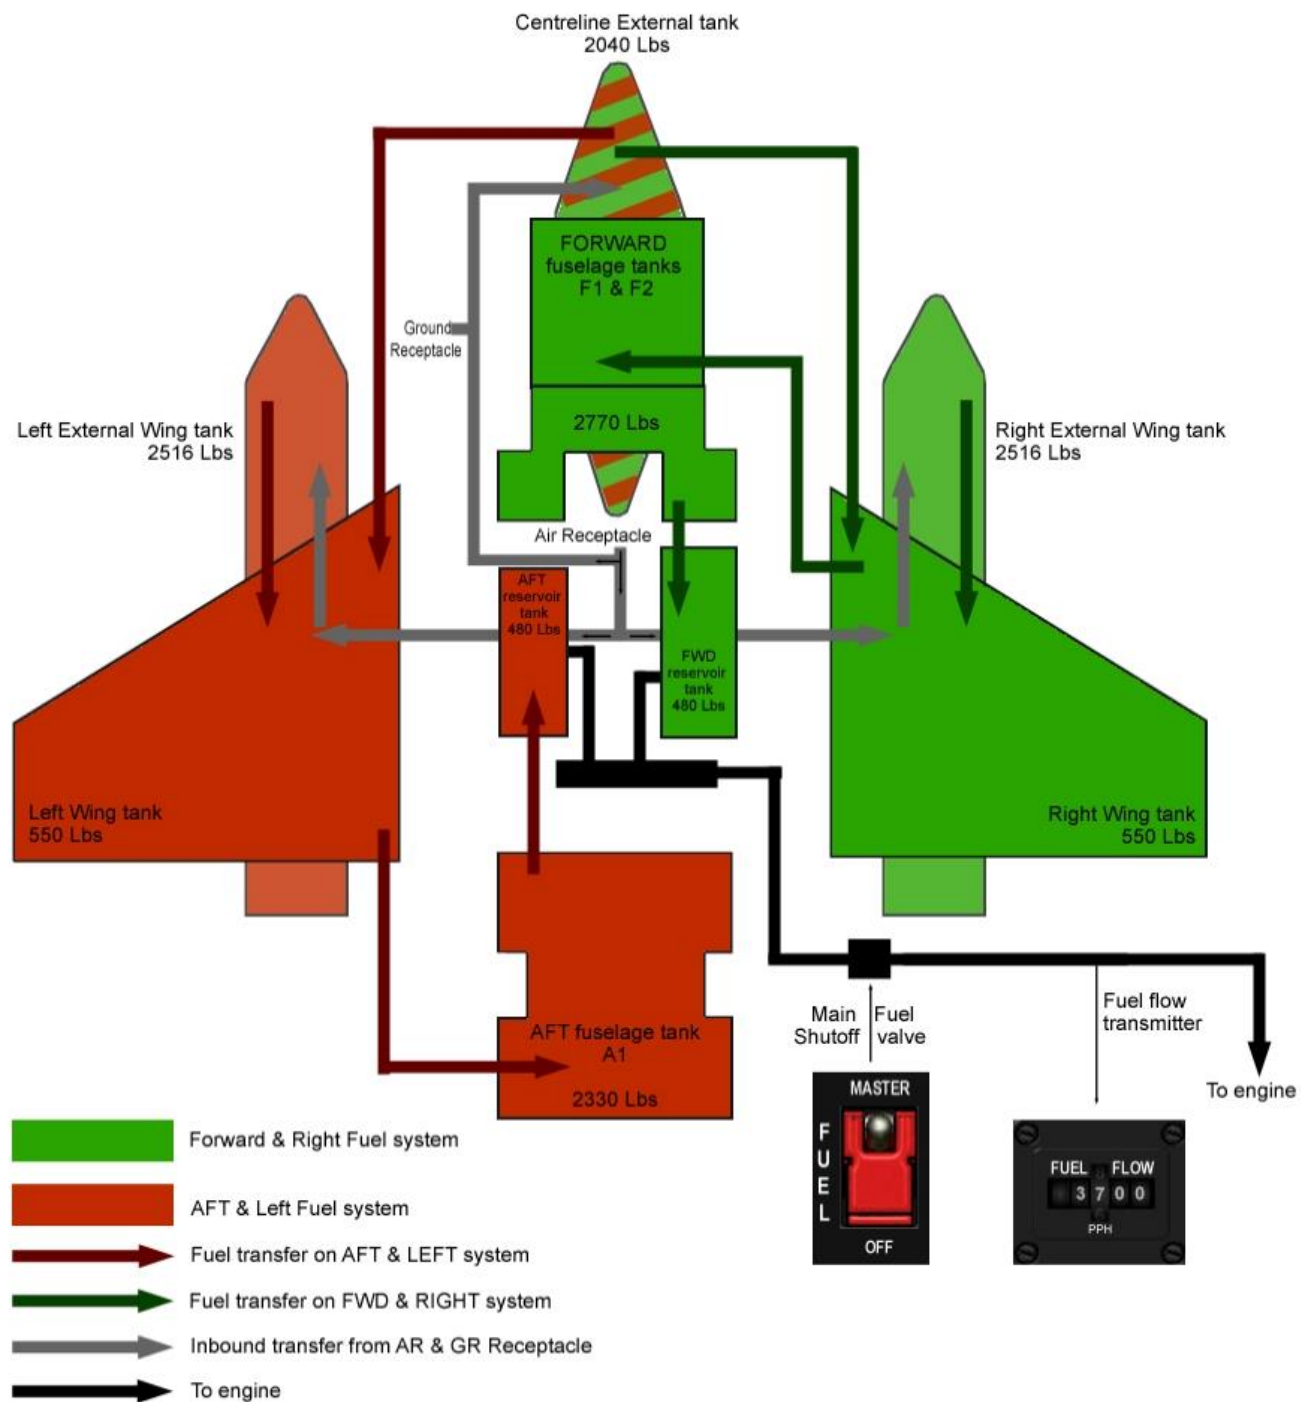 Centreline External tank
2040 Lbs
FORWARD
fuselage tanks
F1 & F2
Ground
Receptacle
2770 Lbs
Left External Wing tank
2516 Lbs
Right External Wing tank
2516 Lbs
Air Receptacle
AFT
reservoir
tank
480 Lbs
FWD
reservoir
tank
480 Lbs
Left Wing tank
550 Lbs
Right Wing tank
550 Lbs
AFT fuselage tank
A1
2330 Lbs
Main Fuel
Shutoff valve
Fuel flow
transmitter
To engine
MASTER
FUEL
OFF
FUEL FLOW
3700
PPH
Forward & Right Fuel system
AFT & Left Fuel system
Fuel transfer on AFT & LEFT system
Fuel transfer on FWD & RIGHT system
Inbound transfer from AR & GR Receptacle
To engine